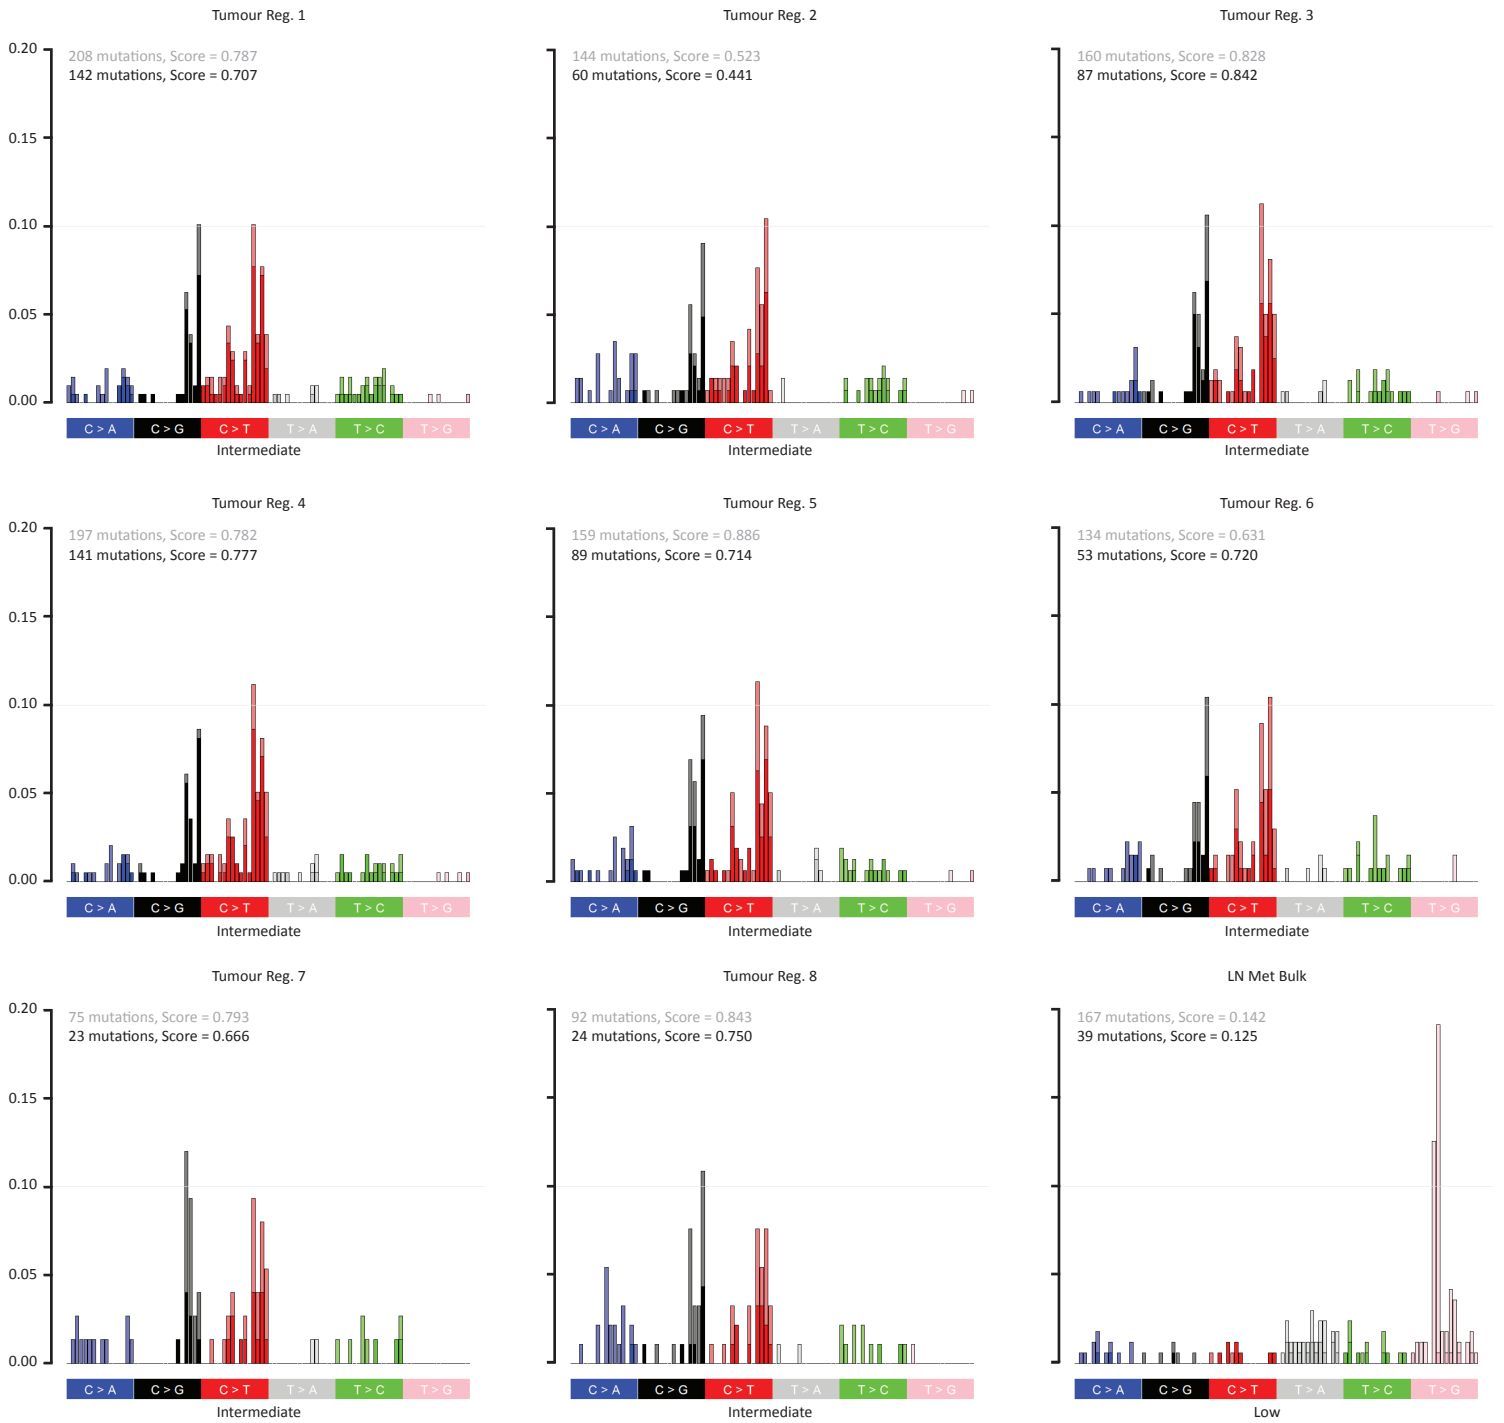 Tumour Reg. 1
0.20
208 mutations, Score = 0.787
142 mutations, Score = 0.707
0.15
0.10
0.05
0.00
C > A C > G C > T T > A T > C T > G
Intermediate
Tumour Reg. 2
144 mutations, Score = 0.523
60 mutations, Score = 0.441
C > A C > G C > T T > A T > C T > G
Intermediate
Tumour Reg. 3
160 mutations, Score = 0.828
87 mutations, Score = 0.842
C > A C > G C > T T > A T > C T > G
Intermediate
Tumour Reg. 4
0.20
197 mutations, Score = 0.782
141 mutations, Score = 0.777
0.15
0.10
0.05
0.00
C > A C > G C > T T > A T > C T > G
Intermediate
Tumour Reg. 5
159 mutations, Score = 0.886
89 mutations, Score = 0.714
C > A C > G C > T T > A T > C T > G
Intermediate
Tumour Reg. 6
134 mutations, Score = 0.631
53 mutations, Score = 0.720
C > A C > G C > T T > A T > C T > G
Intermediate
Tumour Reg. 7
0.20
75 mutations, Score = 0.793
23 mutations, Score = 0.666
0.15
0.10
0.05
0.00
C > A C > G C > T T > A T > C T > G
Intermediate
Tumour Reg. 8
92 mutations, Score = 0.843
24 mutations, Score = 0.750
C > A C > G C > T T > A T > C T > G
Intermediate
LN Met Bulk
167 mutations, Score = 0.142
39 mutations, Score = 0.125
C > A C > G C > T T > A T > C T > G
Low